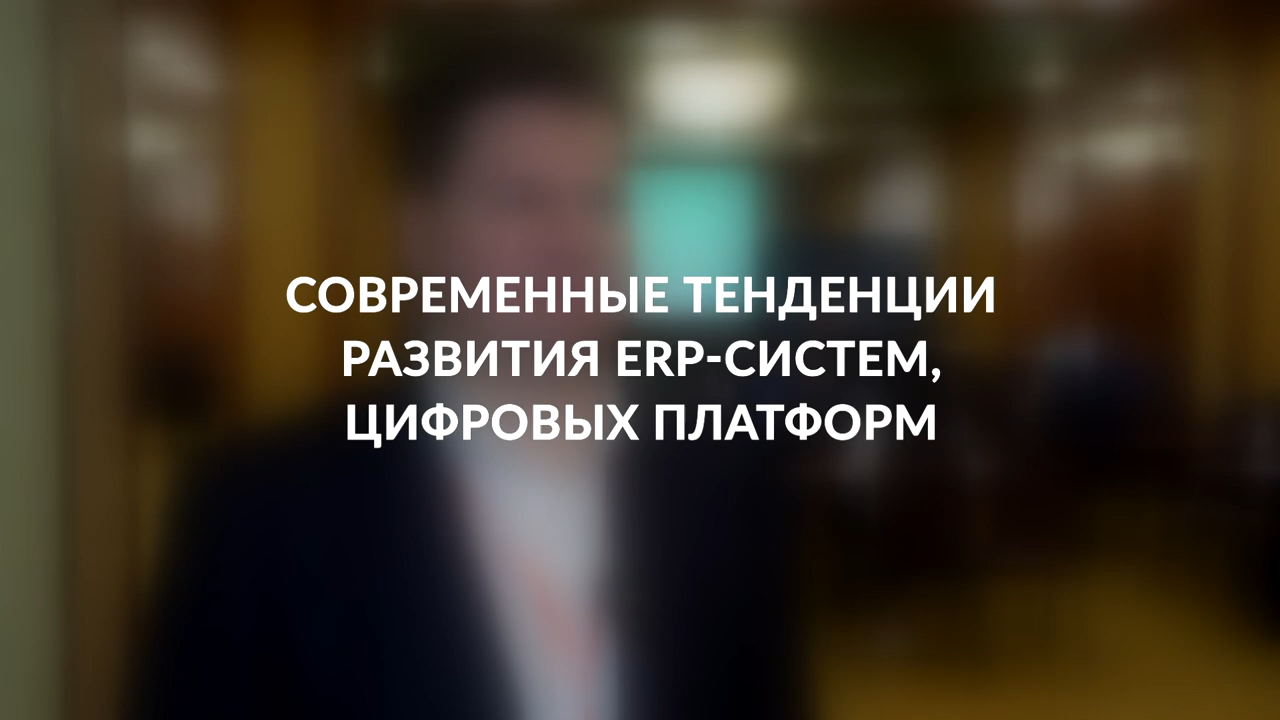 СОВРЕМЕННЫЕ ТЕНДЕНЦИИ
РАЗВИТИЯ ERP-СИСТЕМ,
ЦИФРОВЫХ ПЛАТФОРМ